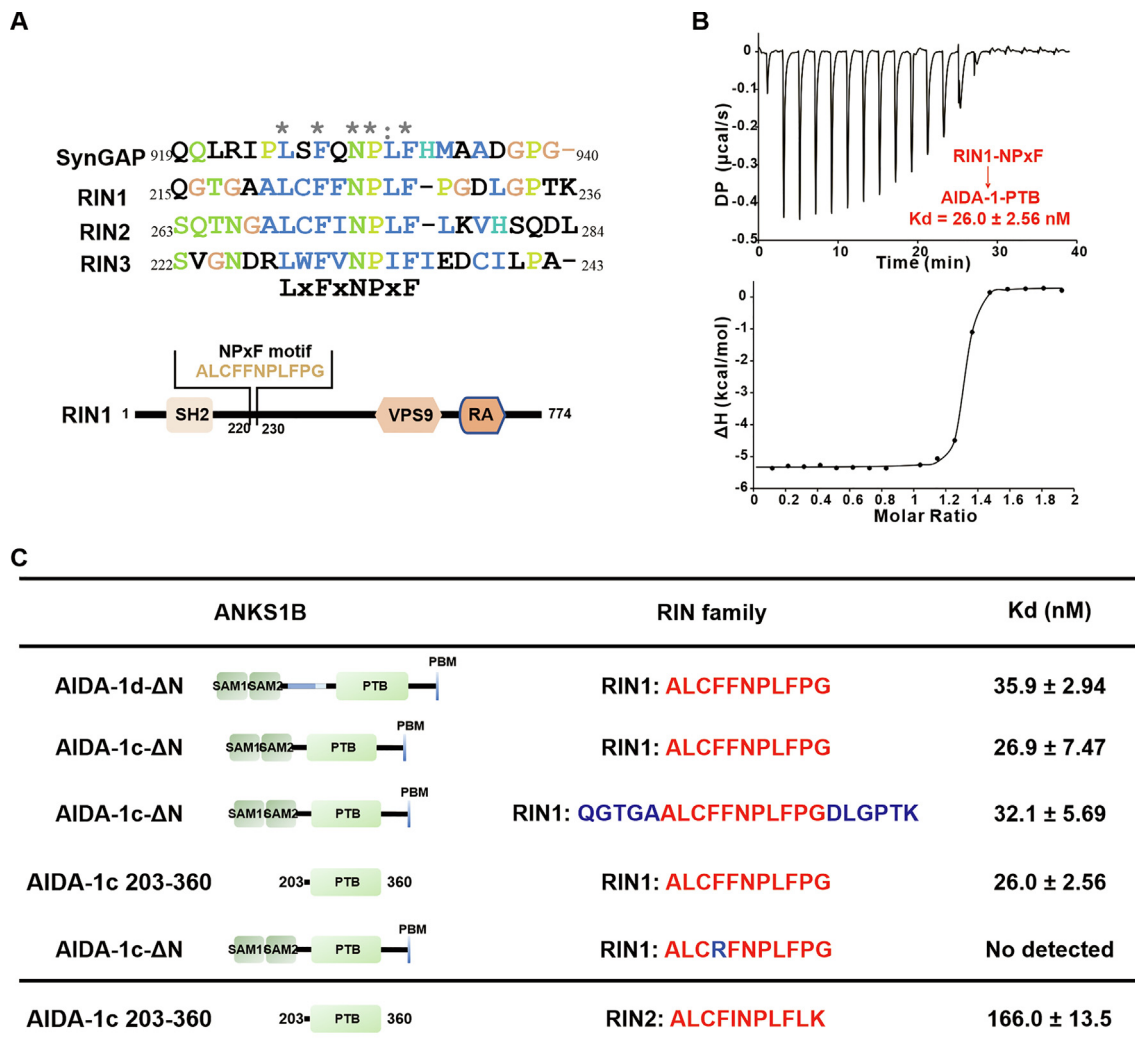 A
* * ** : *
SynGAP 919 QQLRIPLSFQNPLFHMAADGPG- 940
RIN1 215 QGTGAALCFFNPLF-PGDLGPTK 236
RIN2 263 SQTNGALCFINPLF-LKVHSQDL 284
RIN3 222 SVGNDRLWFVNPIFIEDCILPA- 243
LxFxNPxF
NPxF motif
ALCFFNPLFPG
RIN1 1 SH2 220 230 VPS9 RA 774
B
DP (μcal/s)
0
-0.1
-0.2
-0.3
-0.4
-0.5
RIN1-NPxF
AIDA-1-PTB
Kd = 26.0 ± 2.56 nM
0 10 20 30 40
Time (min)
ΔH (kcal/mol)
0
-1
-2
-3
-4
-5
-6
0 0.2 0.4 0.6 0.8 1 1.2 1.4 1.6 1.8 2
Molar Ratio
C
ANKS1B RIN family Kd (nM)
PBM
AIDA-1d-ΔN SAM1 SAM2 PTB RIN1: ALCFFNPLFPG 35.9 ± 2.94
PBM
AIDA-1c-ΔN SAM1 SAM2 PTB RIN1: ALCFFNPLFPG 26.9 ± 7.47
PBM
AIDA-1c-ΔN SAM1 SAM2 PTB RIN1: QGTGAALCFFNPLFPGDLGPTK 32.1 ± 5.69
AIDA-1c 203-360 203 PTB 360 RIN1: ALCFFNPLFPG 26.0 ± 2.56
PBM
AIDA-1c-ΔN SAM1 SAM2 PTB RIN1: ALCRFNPLFPG No detected
AIDA-1c 203-360 203 PTB 360 RIN2: ALCFINPLFLK 166.0 ± 13.5